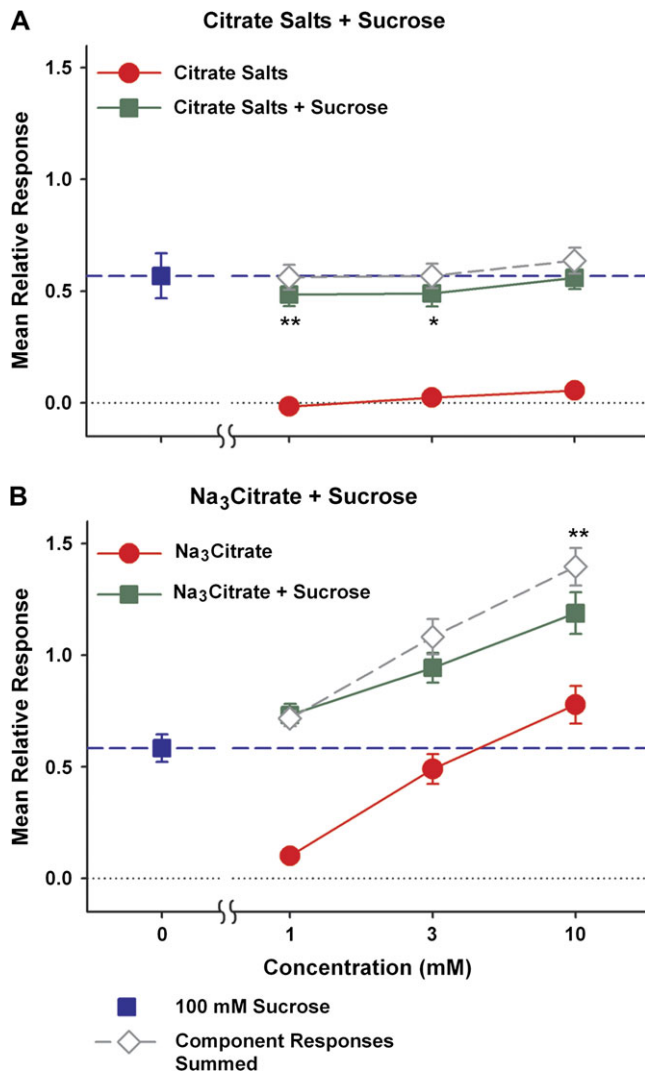 A
Citrate Salts + Sucrose
1.5
Citrate Salts
Citrate Salts + Sucrose
1.0
0.5
0.0
Mean Relative Response
**
*
B
Na₃Citrate + Sucrose
1.5
Na₃Citrate
Na₃Citrate + Sucrose
**
1.0
0.5
0.0
Mean Relative Response
0 1 3 10
Concentration (mM)
100 mM Sucrose
Component Responses
Summed